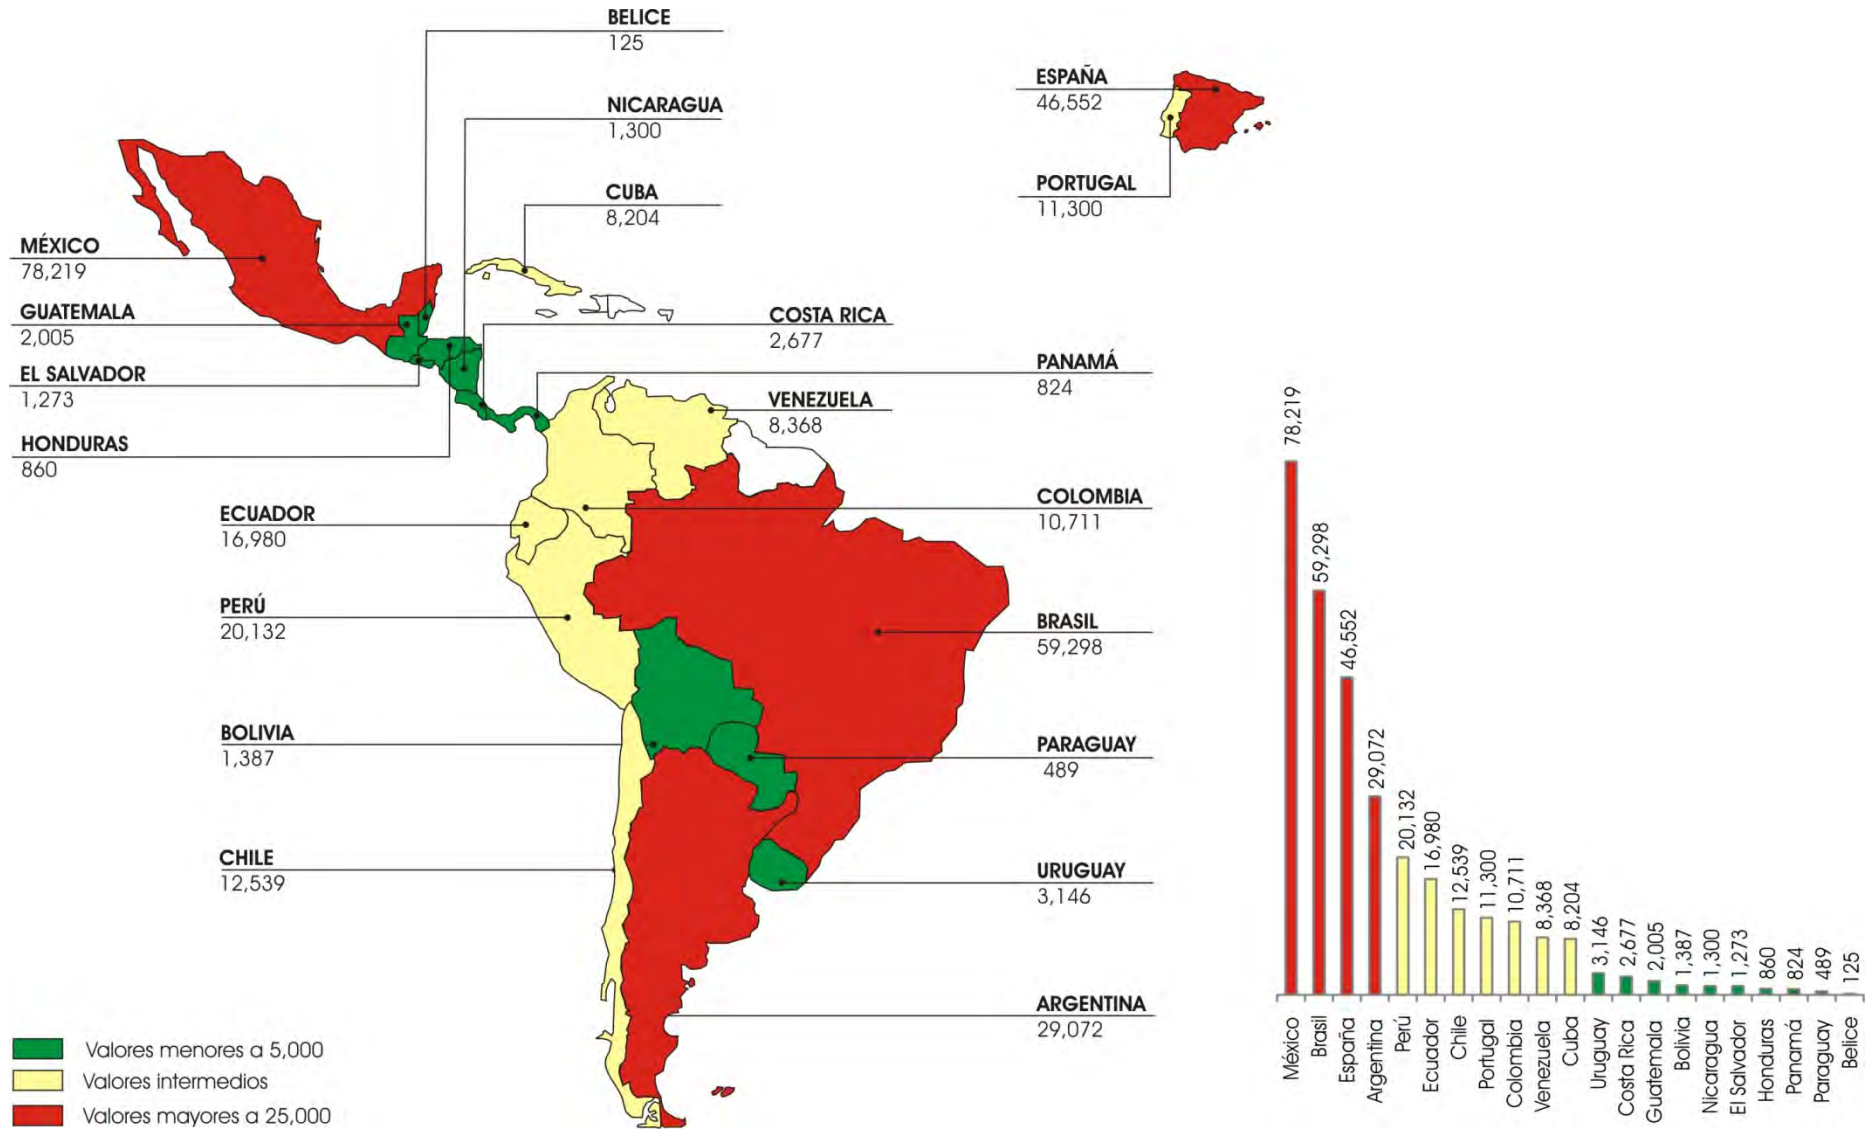 BELICE
125
NICARAGUA
1,300
CUBA
8,204
ESPAÑA
46,552
PORTUGAL
11,300
MÉXICO
78,219
GUATEMALA
2,005
EL SALVADOR
1,273
HONDURAS
860
COSTA RICA
2,677
PANAMÁ
824
VENEZUELA
8,368
COLOMBIA
10,711
ECUADOR
16,980
PERÚ
20,132
BRASIL
59,298
BOLIVIA
1,387
PARAGUAY
489
CHILE
12,539
URUGUAY
3,146
ARGENTINA
29,072
Valores menores a 5,000
Valores intermedios
Valores mayores a 25,000
78,219
59,298
46,552
29,072
20,132
16,980
12,539
11,300
10,711
8,368
8,204
3,146
2,677
2,005
1,387
1,300
1,273
860
824
489
125
México
Brasil
España
Argentina
Perú
Ecuador
Chile
Portugal
Colombia
Venezuela
Cuba
Uruguay
Costa Rica
Guatemala
Bolivia
Nicaragua
El Salvador
Honduras
Panamá
Paraguay
Belice